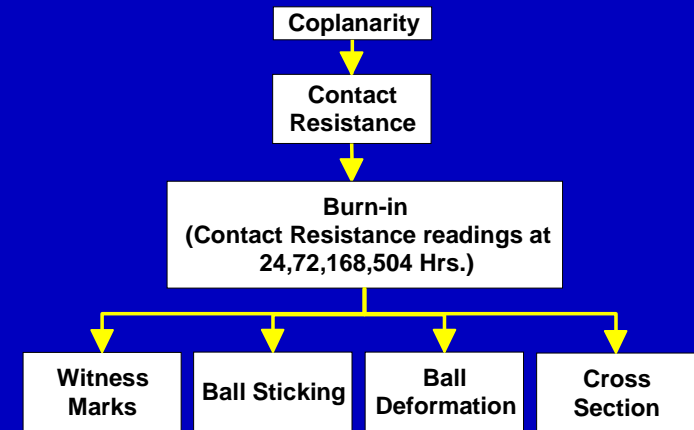 Coplanarity
Contact
Resistance
Burn-in
(Contact Resistance readings at
24,72,168,504 Hrs.)
Witness
Marks
Ball Sticking
Ball
Deformation
Cross
Section